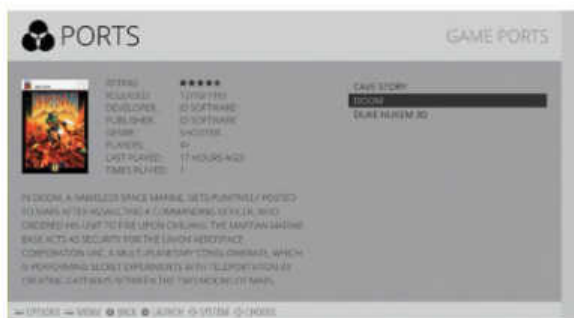 PORTS
GAME PORTS
RATING:
RELEASED: 12/10/1993
DEVELOPER: ID SOFTWARE
PUBLISHER: ID SOFTWARE
GENRE: SHOOTER
PLAYERS:
LAST PLAYED: 17 HOURS AGO
TIMES PLAYED: 1
CAVE STORY
DOOM
DUKE NUKEM 3D
IN DOOM, A NAMELESS SPACE MARINE, GETS PUNITIVELY POSTED
TO MARS AFTER ASSAULTING A COMMANDING OFFICER, WHO
ORDERED HIS UNIT TO FIRE UPON CIVILIANS. THE MARTIAN MARINE
BASE ACTS AS SECURITY FOR THE UNION AEROSPACE
CORPORATION UAC, A MULTI-PLANETARY CONGLOMERATE, WHICH
IS PERFORMING SECRET EXPERIMENTS WITH TELEPORTATION BY
CREATING GATEWAYS BETWEEN THE TWO MOONS OF MARS.
OPTIONS MENU BACK LAUNCH SYSTEM CHOOSE